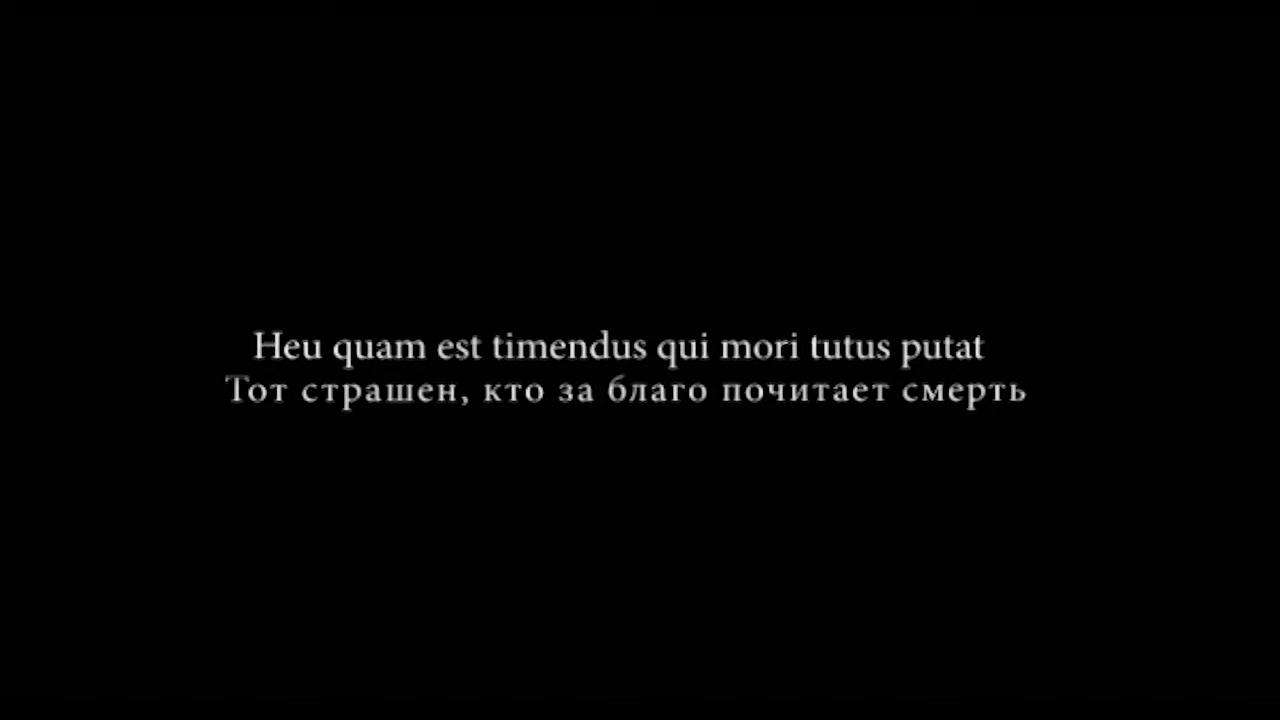 Heu quam est timendus qui mori tutus putat
Тот страшен, кто за благо почитает смерть